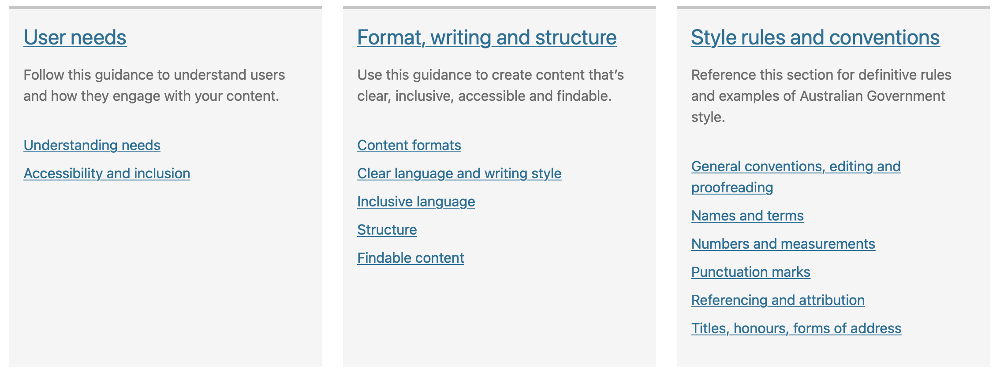 User needs
Follow this guidance to understand users
and how they engage with your content.
Understanding needs
Accessibility and inclusion
Format, writing and structure
Use this guidance to create content that’s
clear, inclusive, accessible and findable.
Content formats
Clear language and writing style
Inclusive language
Structure
Findable content
Style rules and conventions
Reference this section for definitive rules
and examples of Australian Government
style.
General conventions, editing and
proofreading
Names and terms
Numbers and measurements
Punctuation marks
Referencing and attribution
Titles, honours, forms of address